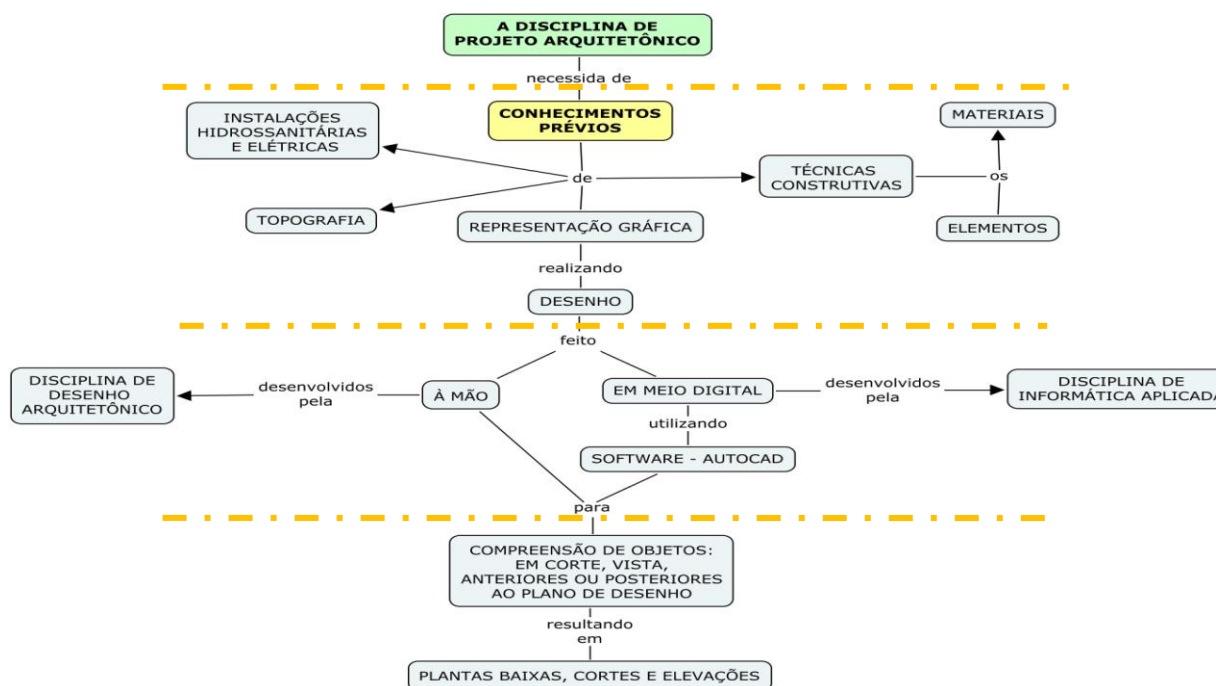 A DISCIPLINA DE
PROJETO ARQUITETÔNICO
necessida de
CONHECIMENTOS
PRÉVIOS
INSTALAÇÕES
HIDROSSANITÁRIAS
E ELÉTRICAS
MATERIAIS
de
TÉCNICAS
CONSTRUTIVAS
os
TOPOGRAFIA
REPRESENTAÇÃO GRÁFICA
ELEMENTOS
realizando
DESENHO
feito
DISCIPLINA DE
DESENHO
ARQUITETÔNICO
desenvolvidos
pela
À MÃO
EM MEIO DIGITAL
desenvolvidos
pela
DISCIPLINA DE
INFORMÁTICA APLICADA
utilizando
SOFTWARE - AUTOCAD
para
COMPREENSÃO DE OBJETOS:
EM CORTE, VISTA,
ANTERIORES OU POSTERIORES
AO PLANO DE DESENHO
resultando
em
PLANTAS BAIXAS, CORTES E ELEVAÇÕES